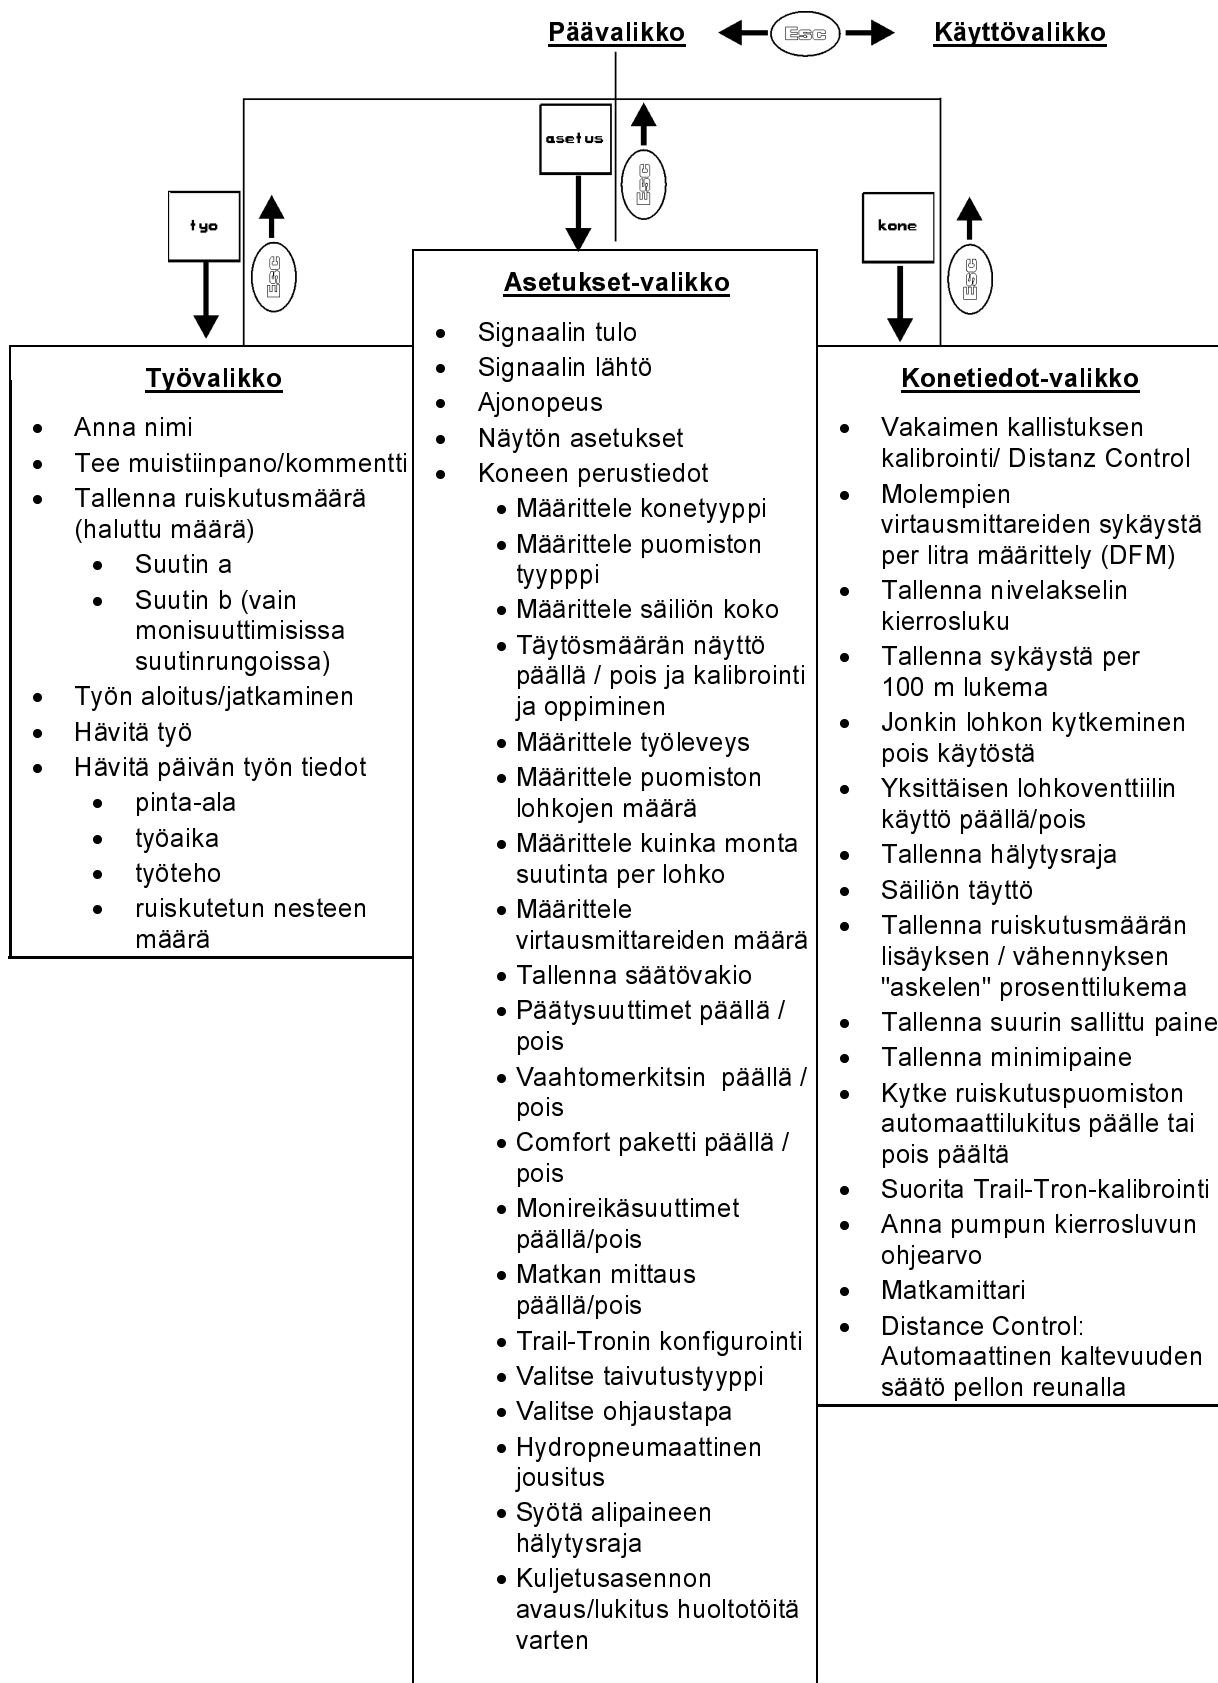 Päävalikko
Esc
Käyttövalikko
asetus
Esc
tyo
Esc
kone
Esc
Työvalikko
• Anna nimi
• Tee muistiinpano/kommentti
• Tallenna ruiskutusmäärä
(haluttu määrä)
• Suutin a
• Suutin b (vain
monisuuttimisissa
suutinrungoissa)
• Työn aloitus/jatkaminen
• Hävitä työ
• Hävitä päivän työn tiedot
• pinta-ala
• työaika
• työteho
• ruiskutetun nesteen
määrä
Asetukset-valikko
• Signaalin tulo
• Signaalin lähtö
• Ajonopeus
• Näytön asetukset
• Koneen perustiedot
• Määrittele konetyyppi
• Määrittele puomiston
tyypppi
• Määrittele säiliön koko
• Täytösmäärän näyttö
päällä / pois ja kalibrointi
ja oppiminen
• Määrittele työleveys
• Määrittele puomiston
lohkojen määrä
• Määrittele kuinka monta
suutinta per lohko
• Määrittele
virtausmittareiden määrä
• Tallenna säätövakio
• Päätysuuttimet päällä /
pois
• Vaahtomerkitsin päällä /
pois
• Comfort paketti päällä /
pois
• Monireikäsuuttimet
päällä/pois
• Matkan mittaus
päällä/pois
• Trail-Tronin konfigurointi
• Valitse taivutustyyppi
• Valitse ohjaustapa
• Hydropneumaattinen
jousitus
• Syötä alipaineen
hälytysraja
• Kuljetusasennon
avaus/lukitus huoltotöitä
varten
Konetiedot-valikko
• Vakaimen kallistuksen
kalibrointi/ Distanz Control
• Molempien
virtausmittareiden sykäystä
per litra määrittely (DFM)
• Tallenna nivelakselin
kierrosluku
• Tallenna sykäystä per
100 m lukema
• Jonkin lohkon kytkeminen
pois käytöstä
• Yksittäisen lohkoventtiilin
käyttö päällä/pois
• Tallenna hälytysraja
• Säiliön täyttö
• Tallenna ruiskutusmäärän
lisäyksen / vähennyksen
"askelen" prosenttilukema
• Tallenna suurin sallittu paine
• Tallenna minimipaine
• Kytke ruiskutuspuomiston
automaattilukitus päälle tai
pois päältä
• Suorita Trail-Tron-kalibrointi
• Anna pumpun kierrosluvun
ohjearvo
• Matkamittari
• Distance Control:
Automaattinen kaltevuuden
säätö pellon reunalla